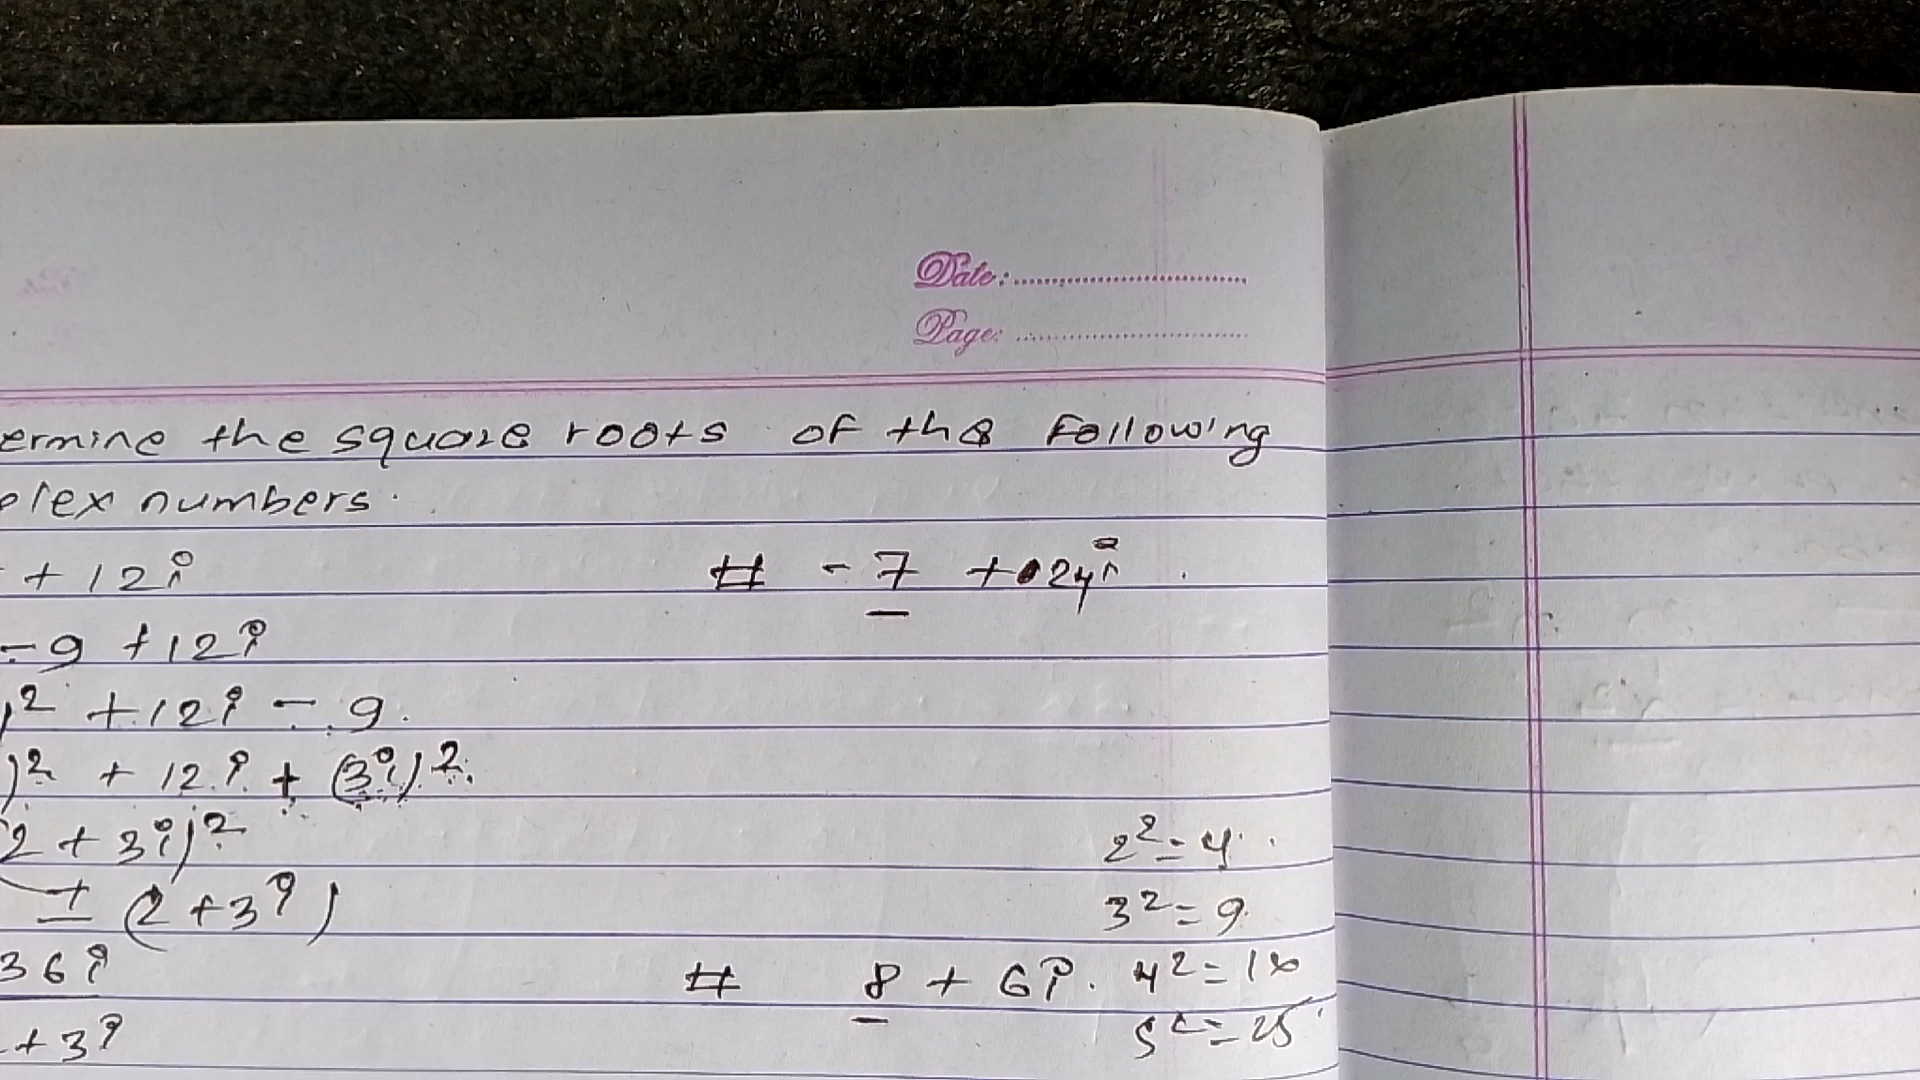 Date: ..............................
Page: ..............................
ermine the square roots of the following
plex numbers.
+ 12i # - 7 + 24i
- 9 + 12i
)² + 12i - 9.
)² + 12i + (3i)².
2 + 3i)² 2² = 4
± (2 + 3i) 3² = 9
36i # 8 + 6i. 4² = 16
+ 3i 5² = 25